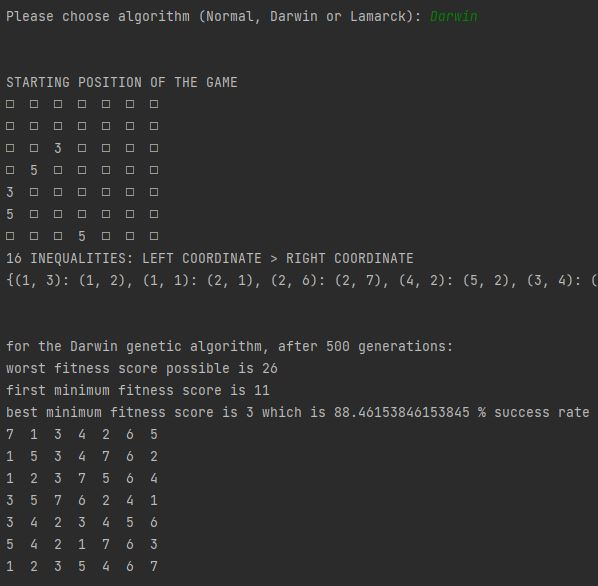 Please choose algorithm (Normal, Darwin or Lamarck): Darwin
STARTING POSITION OF THE GAME
□ □ □ □ □ □ □
□ □ □ □ □ □ □
□ □ 3 □ □ □ □
□ 5 □ □ □ □ □
3 □ □ □ □ □ □
5 □ □ □ □ □ □
□ □ □ 5 □ □ □
16 INEQUALITIES: LEFT COORDINATE > RIGHT COORDINATE
{(1, 3): (1, 2), (1, 1): (2, 1), (2, 6): (2, 7), (4, 2): (5, 2), (3, 4): (
for the Darwin genetic algorithm, after 500 generations:
worst fitness score possible is 26
first minimum fitness score is 11
best minimum fitness score is 3 which is 88.46153846153845 % success rate
7 1 3 4 2 6 5
1 5 3 4 7 6 2
1 2 3 7 5 6 4
3 5 7 6 2 4 1
3 4 2 3 4 5 6
5 4 2 1 7 6 3
1 2 3 5 4 6 7